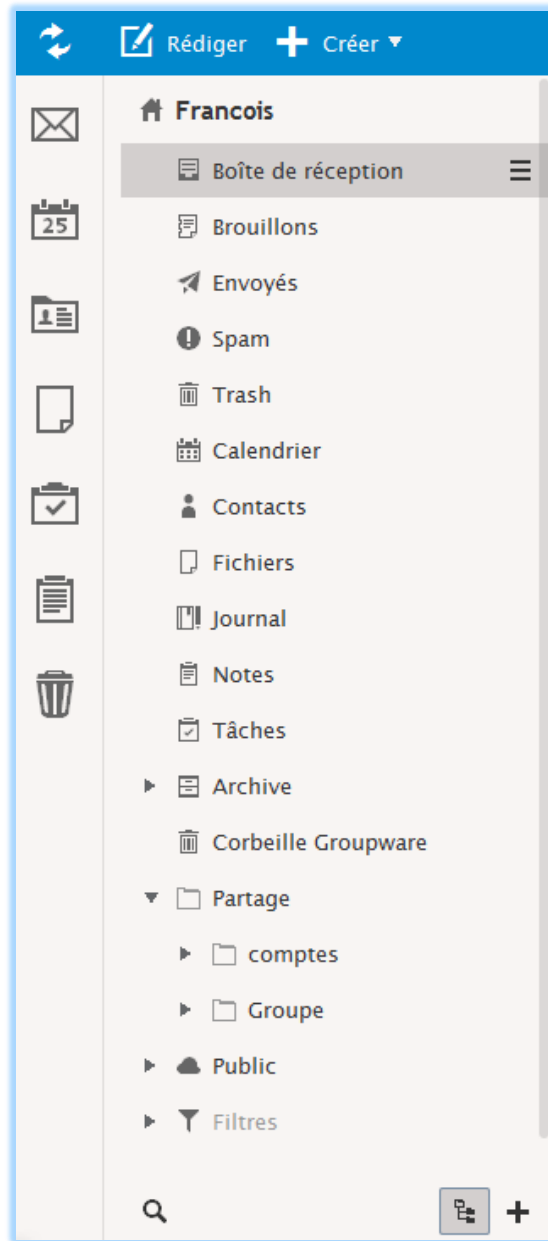 Rédiger Créer
Francois
Boîte de réception
25
Brouillons
Envoyés
Spam
Trash
Calendrier
Contacts
Fichiers
Journal
Notes
Tâches
Archive
Corbeille Groupware
Partage
comptes
Groupe
Public
Filtres